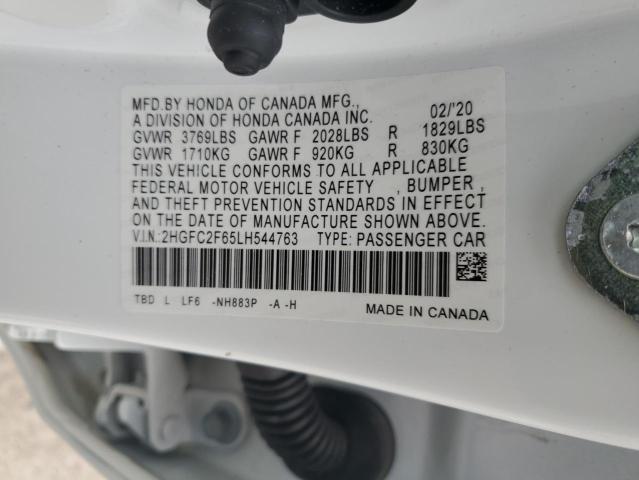 MFD.BY HONDA OF CANADA MFG., 02/'20
A DIVISION OF HONDA CANADA INC.
GVWR 3769LBS GAWR F 2028LBS R 1829LBS
GVWR 1710KG GAWR F 920KG R 830KG
THIS VEHICLE CONFORMS TO ALL APPLICABLE
FEDERAL MOTOR VEHICLE SAFETY , BUMPER ,
AND THEFT PREVENTION STANDARDS IN EFFECT
ON THE DATE OF MANUFACTURE SHOWN ABOVE.
V.I.N.:2HGFC2F65LH544763 TYPE: PASSENGER CAR
TBD L LF6 -NH883P -A -H
MADE IN CANADA